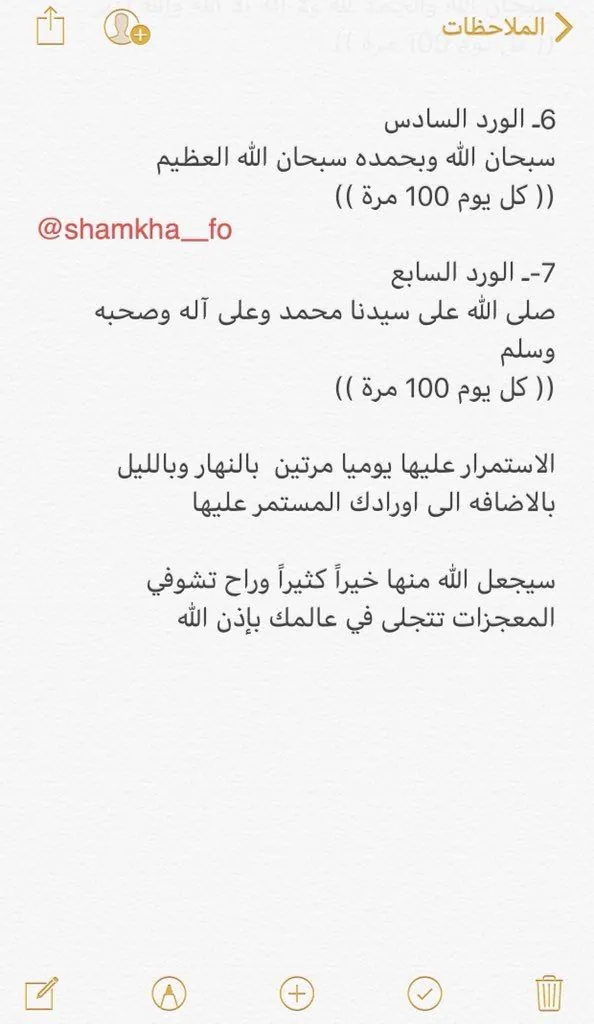 الملاحظات
6ـ الورد السادس
سبحان الله وبحمده سبحان الله العظيم
(( كل يوم 100 مرة ))
@shamkha__fo
7-ـ الورد السابع
صلى الله على سيدنا محمد وعلى آله وصحبه
وسلم
(( كل يوم 100 مرة ))
الاستمرار عليها يوميا مرتين بالنهار وبالليل
بالاضافه الى اورادك المستمر عليها
سيجعل الله منها خيراً كثيراً وراح تشوفي
المعجزات تتجلى في عالمك بإذن الله